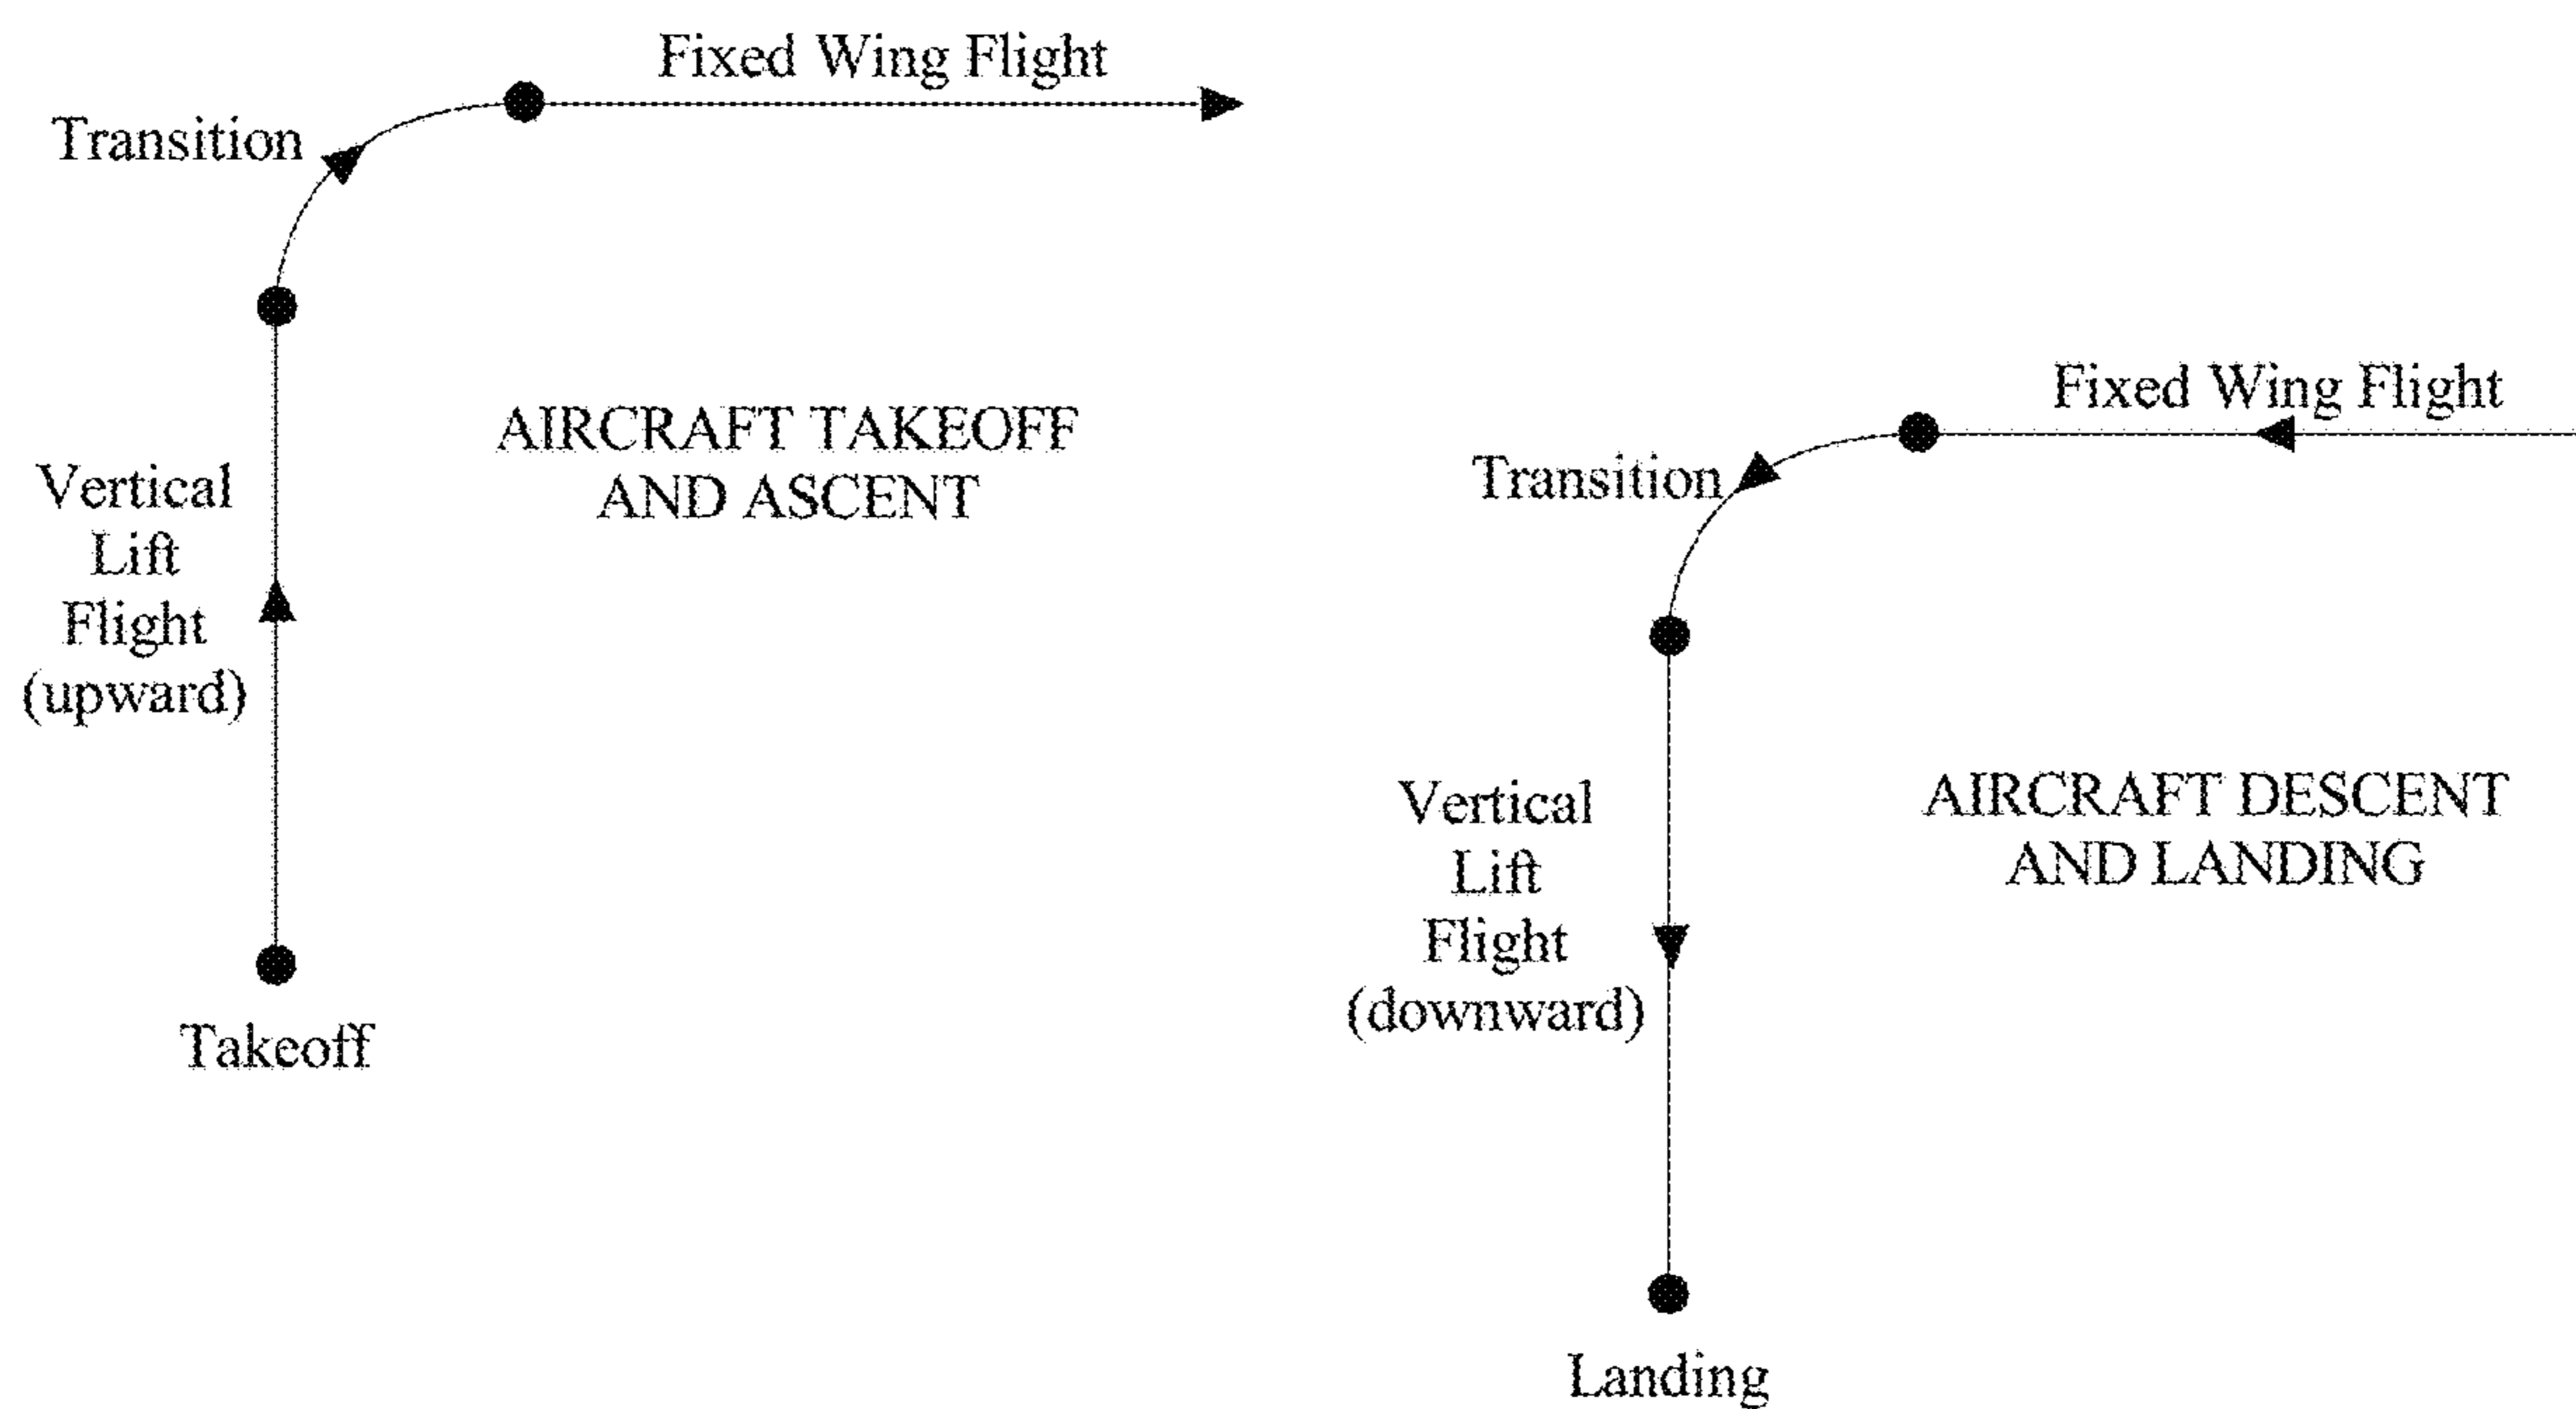 Fixed Wing Flight
Transition
AIRCRAFT TAKEOFF
AND ASCENT
Vertical
Lift
Flight
(upward)
Takeoff
Fixed Wing Flight
Transition
Vertical
Lift
Flight
(downward)
AIRCRAFT DESCENT
AND LANDING
Landing